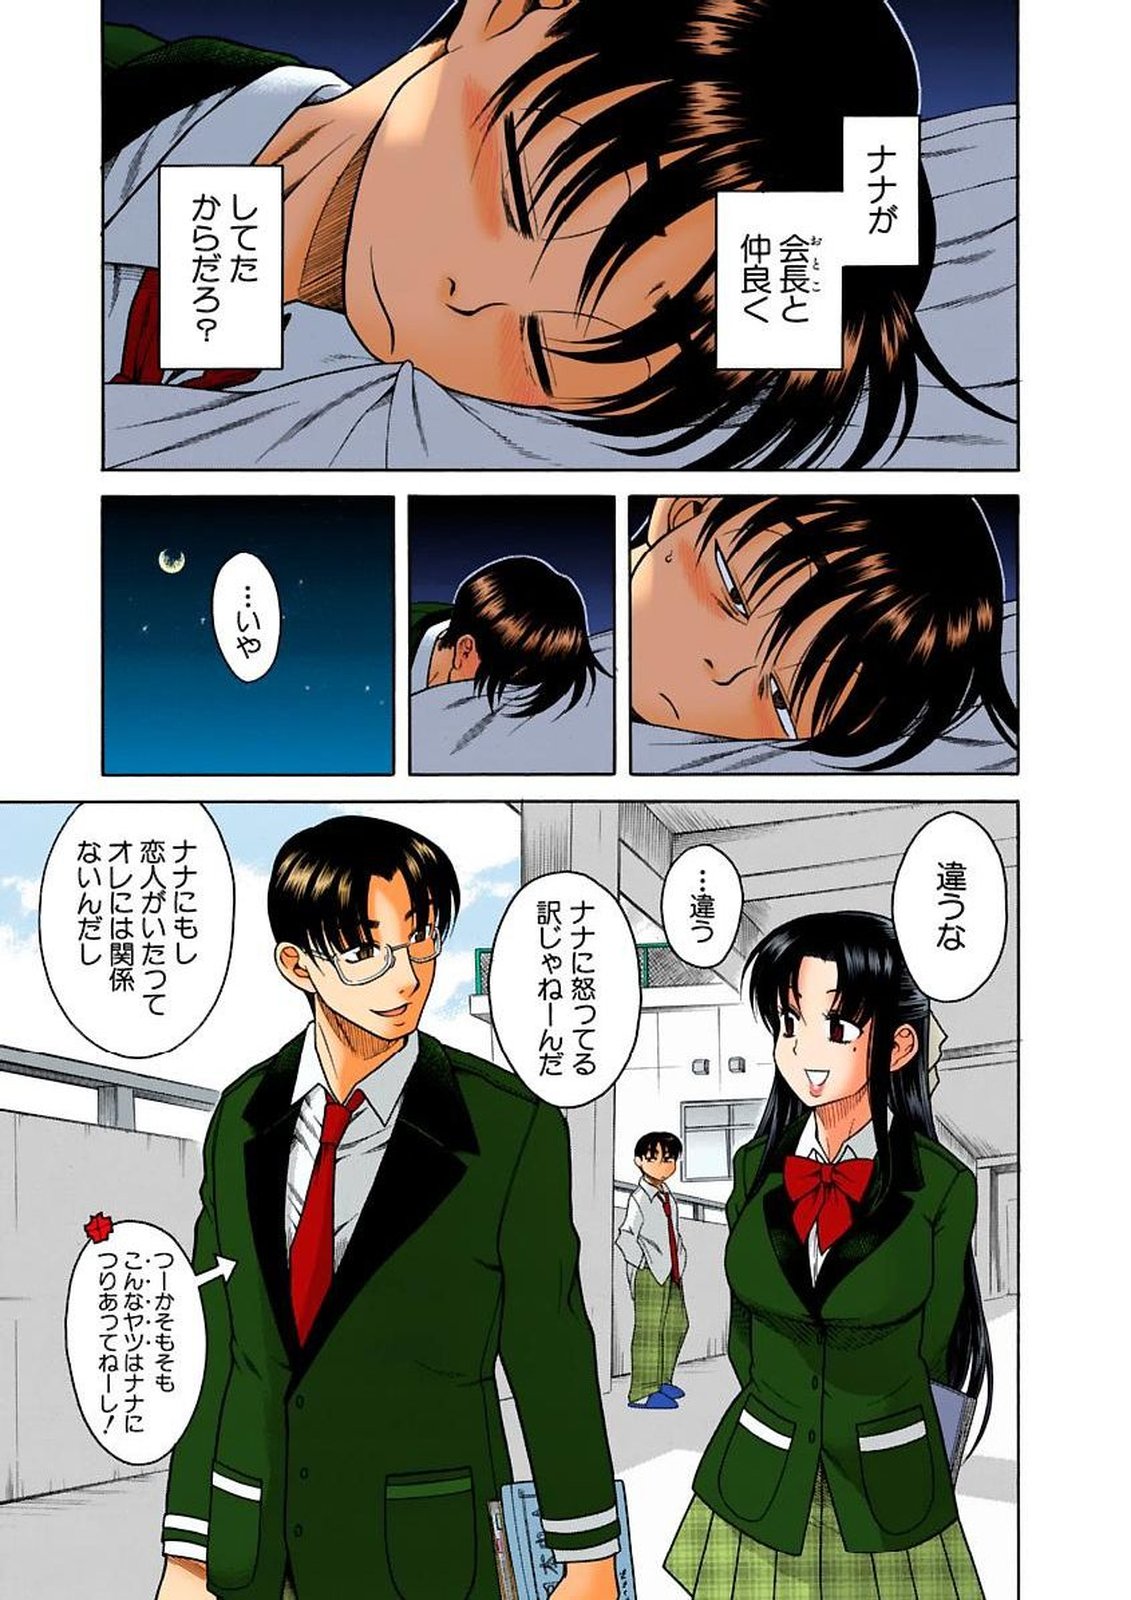 ナナが
会長と
おとこ
仲良く
してた
からだろ?
…いや
違うな
…違う
ナナに怒ってる
訳じゃねーんだ
ナナにもし
恋人がいたって
オレには関係
ないんだし
つーかそもそも
こんなヤツはナナに
つりあってねーし!